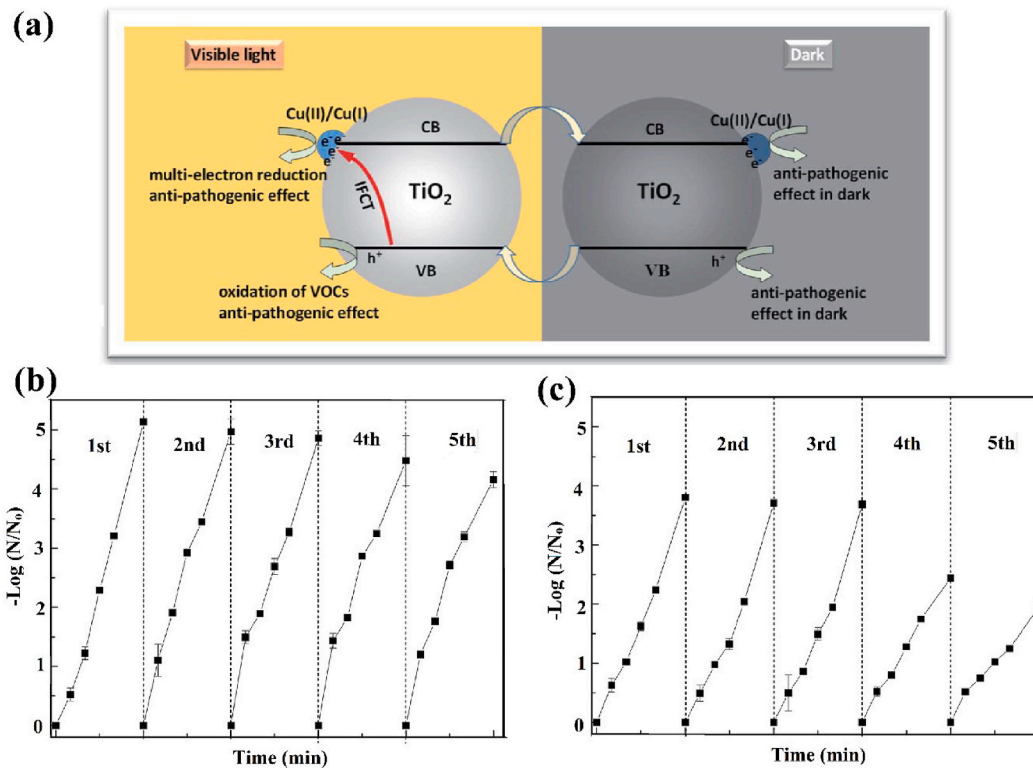 (a)
Visible light
Dark
Cu(II)/Cu(I)
CB
CB
Cu(II)/Cu(I)
e-
e-
e-
e
e-
e-
e-
multi-electron reduction
anti-pathogenic effect
IFCT
TiO2
TiO2
anti-pathogenic
effect in dark
h+
VB
VB
h+
oxidation of VOCs
anti-pathogenic effect
anti-pathogenic
effect in dark
(b)
1st
2nd
3rd
4th
5th
5
4
3
2
1
0
-Log (N/No)
Time (min)
(c)
1st
2nd
3rd
4th
5th
5
4
3
2
1
0
-Log (N/No)
Time (min)